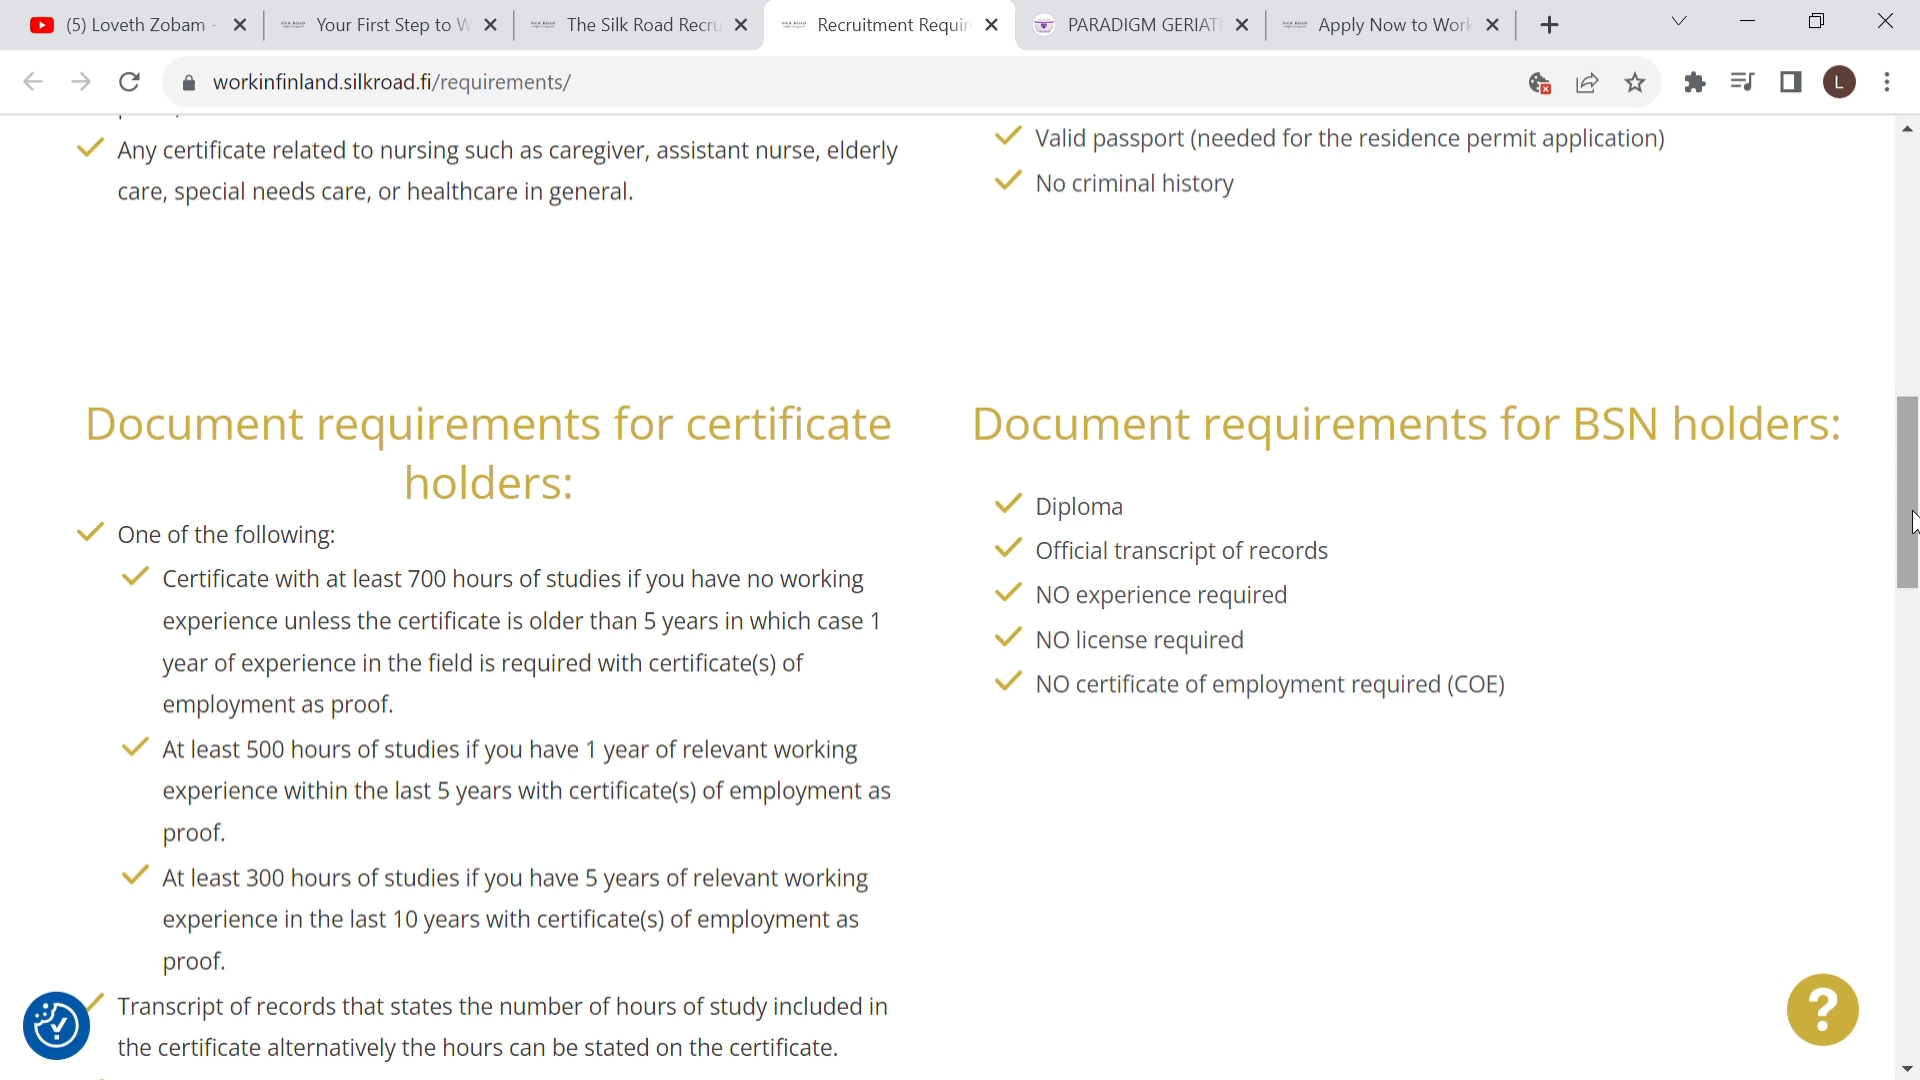 (5) Loveth Zobam -
Your First Step to W
The Silk Road Recru
Recruitment Requir
PARADIGM GERIAT
Apply Now to Work
workinfinland.silkroad.fi/requirements/
L
Any certificate related to nursing such as caregiver, assistant nurse, elderly
care, special needs care, or healthcare in general.
Valid passport (needed for the residence permit application)
No criminal history
Document requirements for certificate
holders:
One of the following:
Certificate with at least 700 hours of studies if you have no working
experience unless the certificate is older than 5 years in which case 1
year of experience in the field is required with certificate(s) of
employment as proof.
At least 500 hours of studies if you have 1 year of relevant working
experience within the last 5 years with certificate(s) of employment as
proof.
At least 300 hours of studies if you have 5 years of relevant working
experience in the last 10 years with certificate(s) of employment as
proof.
Transcript of records that states the number of hours of study included in
the certificate alternatively the hours can be stated on the certificate.
Document requirements for BSN holders:
Diploma
Official transcript of records
NO experience required
NO license required
NO certificate of employment required (COE)
?